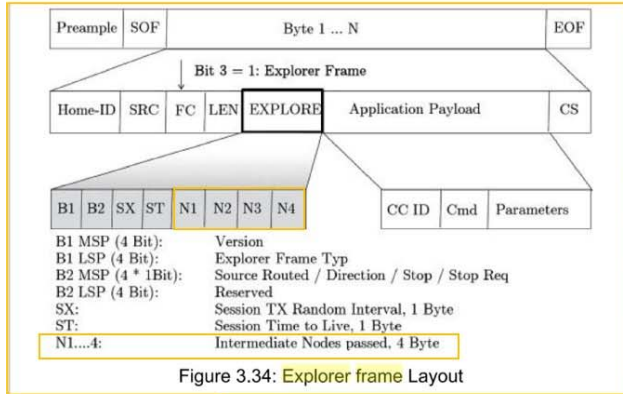 Preample SOF Byte 1 ... N EOF
Bit 3 = 1: Explorer Frame
Home-ID SRC FC LEN EXPLORE Application Payload CS
B1 B2 SX ST N1 N2 N3 N4 CC ID Cmd Parameters
B1 MSP (4 Bit): Version
B1 LSP (4 Bit): Explorer Frame Typ
B2 MSP (4 * 1Bit): Source Routed / Direction / Stop / Stop Req
B2 LSP (4 Bit): Reserved
SX: Session TX Random Interval, 1 Byte
ST: Session Time to Live, 1 Byte
N1....4: Intermediate Nodes passed, 4 Byte
Figure 3.34: Explorer frame Layout